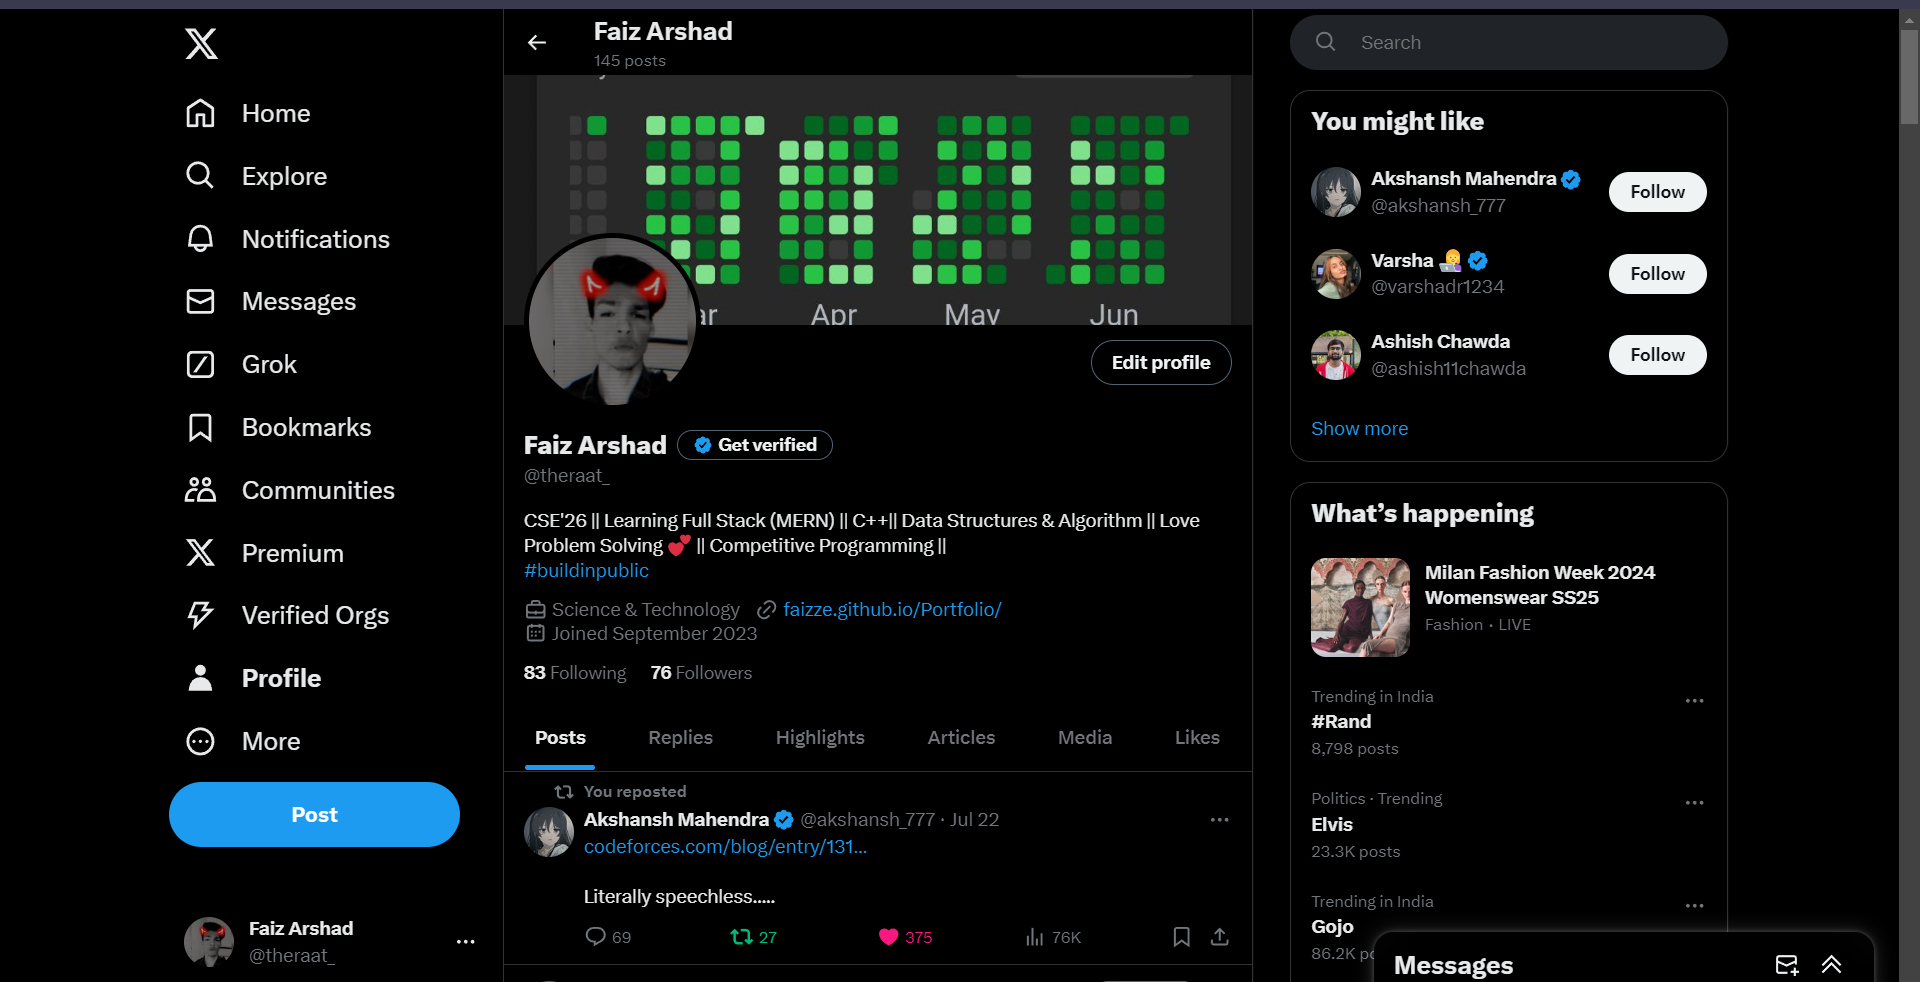 Home
Explore
Notifications
Messages
Grok
Bookmarks
Communities
Premium
Verified Orgs
Profile
More
Post
Faiz Arshad
@theraat_
Faiz Arshad
145 posts
Apr
May
Jun
Edit profile
Faiz Arshad
Get verified
@theraat_
CSE'26 || Learning Full Stack (MERN) || C++|| Data Structures & Algorithm || Love
Problem Solving 💕 || Competitive Programming ||
#buildinpublic
Science & Technology faizze.github.io/Portfolio/
Joined September 2023
83 Following 76 Followers
Posts Replies Highlights Articles Media Likes
You reposted
Akshansh Mahendra @akshansh_777 · Jul 22
codeforces.com/blog/entry/131...
Literally speechless.....
69 27 375 76K
Search
You might like
Akshansh Mahendra
@akshansh_777
Follow
Varsha 👩‍💻
@varshadr1234
Follow
Ashish Chawda
@ashish11chawda
Follow
Show more
What’s happening
Milan Fashion Week 2024
Womenswear SS25
Fashion · LIVE
Trending in India
#Rand
8,798 posts
Politics · Trending
Elvis
23.3K posts
Trending in India
Gojo
86.2K
Messages